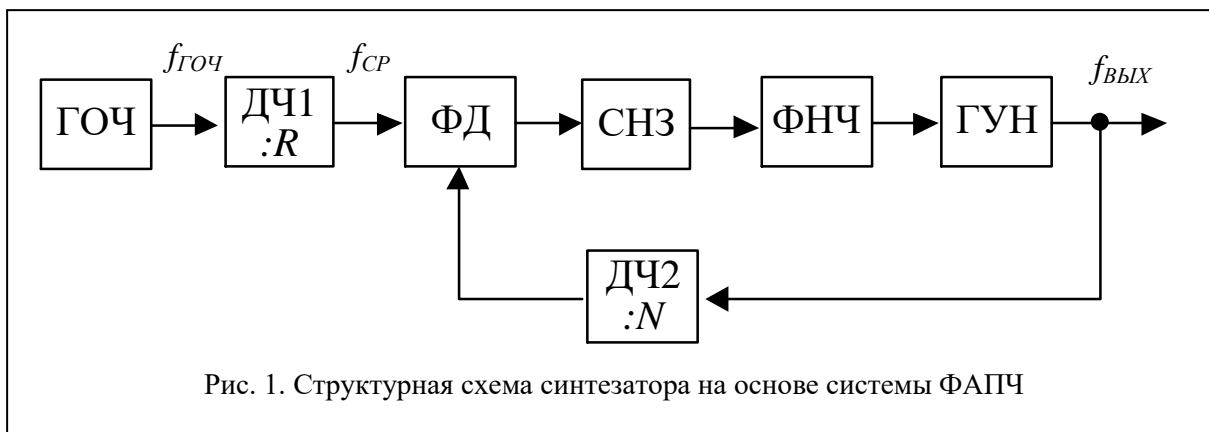 fГОЧ fСР fВЫХ
ГОЧ ДЧ1 ФД СНЗ ФНЧ ГУН
:R
ДЧ2
:N
Рис. 1. Структурная схема синтезатора на основе системы ФАПЧ